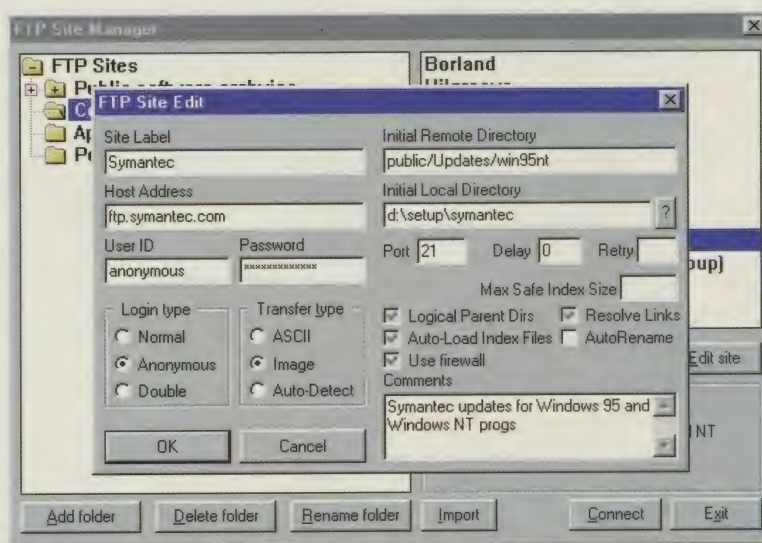 FTP Site Manager
FTP Sites
Borland
FTP Site Edit
Site Label
Symantec
Host Address
ftp.symantec.com
User ID
Password
anonymous
*************
Login type
Normal
Anonymous
Double
Transfer type
ASCII
Image
Auto-Detect
OK
Cancel
Initial Remote Directory
public/Updates/win95nt
Initial Local Directory
d:\setup\symantec
?
Port 21
Delay 0
Retry
Max Safe Index Size
Logical Parent Dirs
Resolve Links
Auto-Load Index Files
AutoRename
Use firewall
Comments
Symantec updates for Windows 95 and
Windows NT progs
oup)
Edit site
NT
Add folder
Delete folder
Rename folder
Import
Connect
Exit